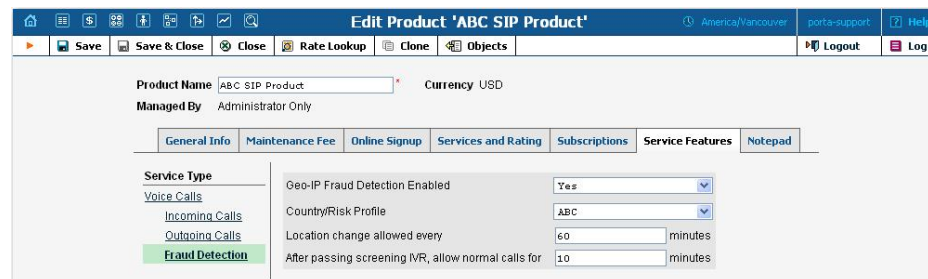 Edit Product 'ABC SIP Product'
America/Vancouver
porta-support
Help
Save
Save & Close
Close
Rate Lookup
Clone
Objects
Logout
Log
Product Name ABC SIP Product * Currency USD
Managed By Administrator Only
General Info Maintenance Fee Online Signup Services and Rating Subscriptions Service Features Notepad
Service Type
Voice Calls
Incoming Calls
Outgoing Calls
Fraud Detection
Geo-IP Fraud Detection Enabled Yes
Country/Risk Profile ABC
Location change allowed every 60 minutes
After passing screening IVR, allow normal calls for 10 minutes